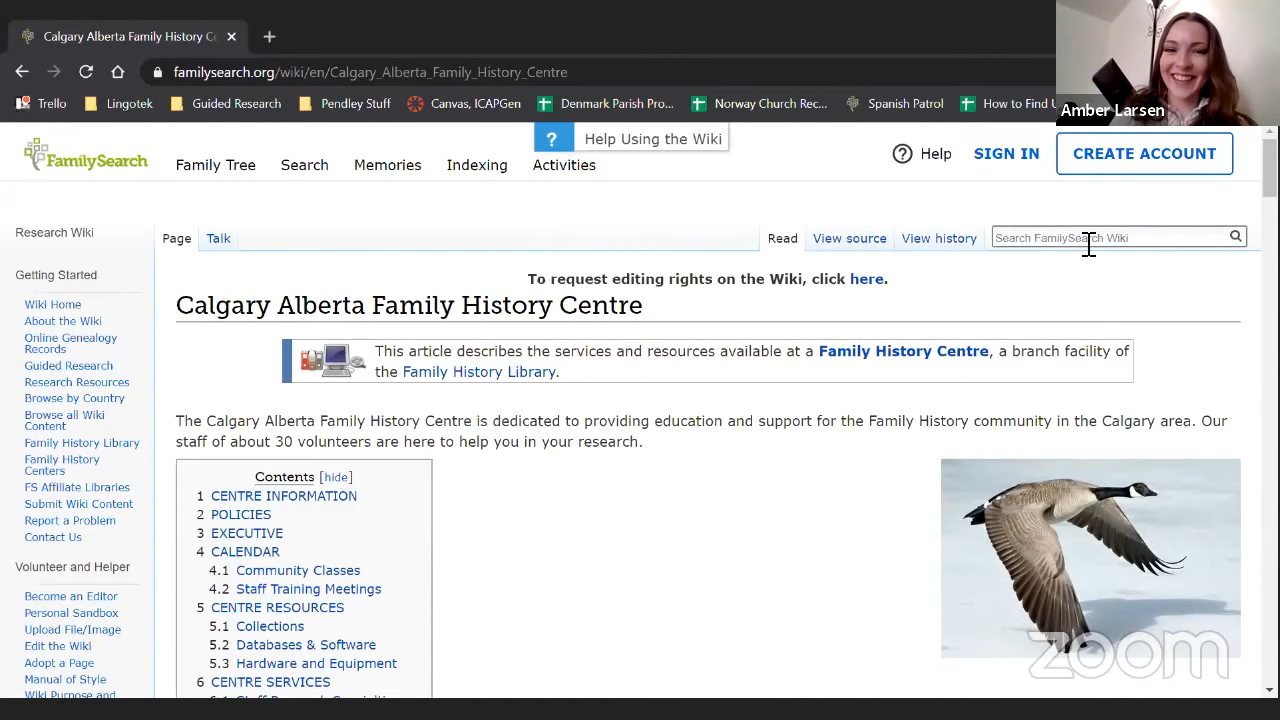 Calgary Alberta Family History C
familysearch.org/wiki/en/Calgary_Alberta_Family_History_Centre
Trello Lingotek Guided Research Pendley Stuff Canvas, ICAPGen Denmark Parish Pro... Norway Church Rec... Spanish Patrol How to Find
Amber Larsen
? Help Using the Wiki
FamilySearch Family Tree Search Memories Indexing Activities ? Help SIGN IN CREATE ACCOUNT
Page Talk Read View source View history Search FamilySearch Wiki
To request editing rights on the Wiki, click here.
Calgary Alberta Family History Centre
This article describes the services and resources available at a Family History Centre, a branch facility of
the Family History Library.
The Calgary Alberta Family History Centre is dedicated to providing education and support for the Family History community in the Calgary area. Our
staff of about 30 volunteers are here to help you in your research.
Research Wiki
Getting Started
Wiki Home
About the Wiki
Online Genealogy
Records
Guided Research
Research Resources
Browse by Country
Browse all Wiki
Content
Family History Library
Family History
Centers
FS Affiliate Libraries
Submit Wiki Content
Report a Problem
Contact Us
Volunteer and Helper
Become an Editor
Personal Sandbox
Upload File/Image
Edit the Wiki
Adopt a Page
Manual of Style
Wiki Purpose and
Contents [hide]
1 CENTRE INFORMATION
2 POLICIES
3 EXECUTIVE
4 CALENDAR
4.1 Community Classes
4.2 Staff Training Meetings
5 CENTRE RESOURCES
5.1 Collections
5.2 Databases & Software
5.3 Hardware and Equipment
6 CENTRE SERVICES
zoom